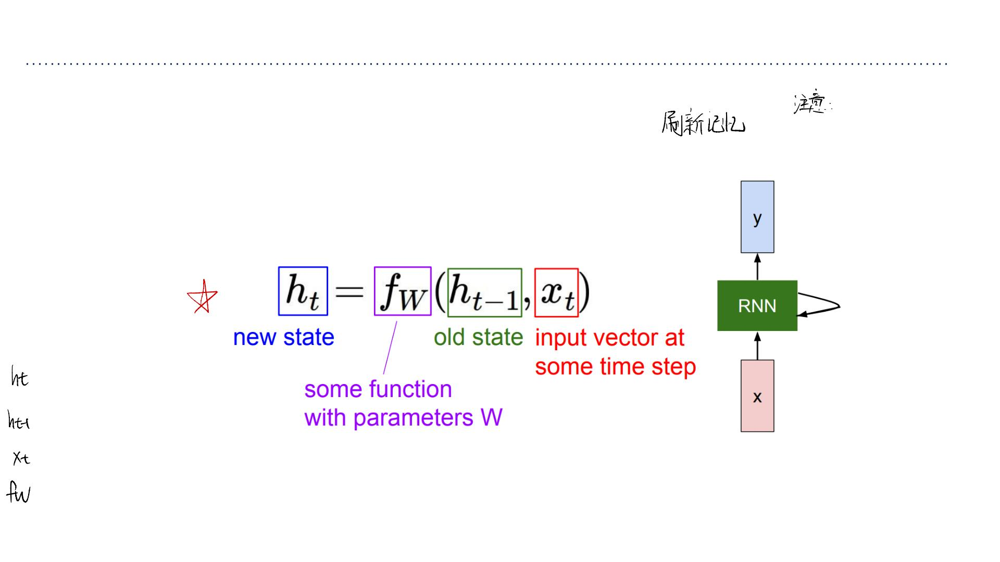 注意:
刷新记忆
y
h_t = f_W(h_{t-1}, x_t)
RNN
new state
old state
input vector at
some time step
some function
with parameters W
x
ht
ht-1
xt
fw